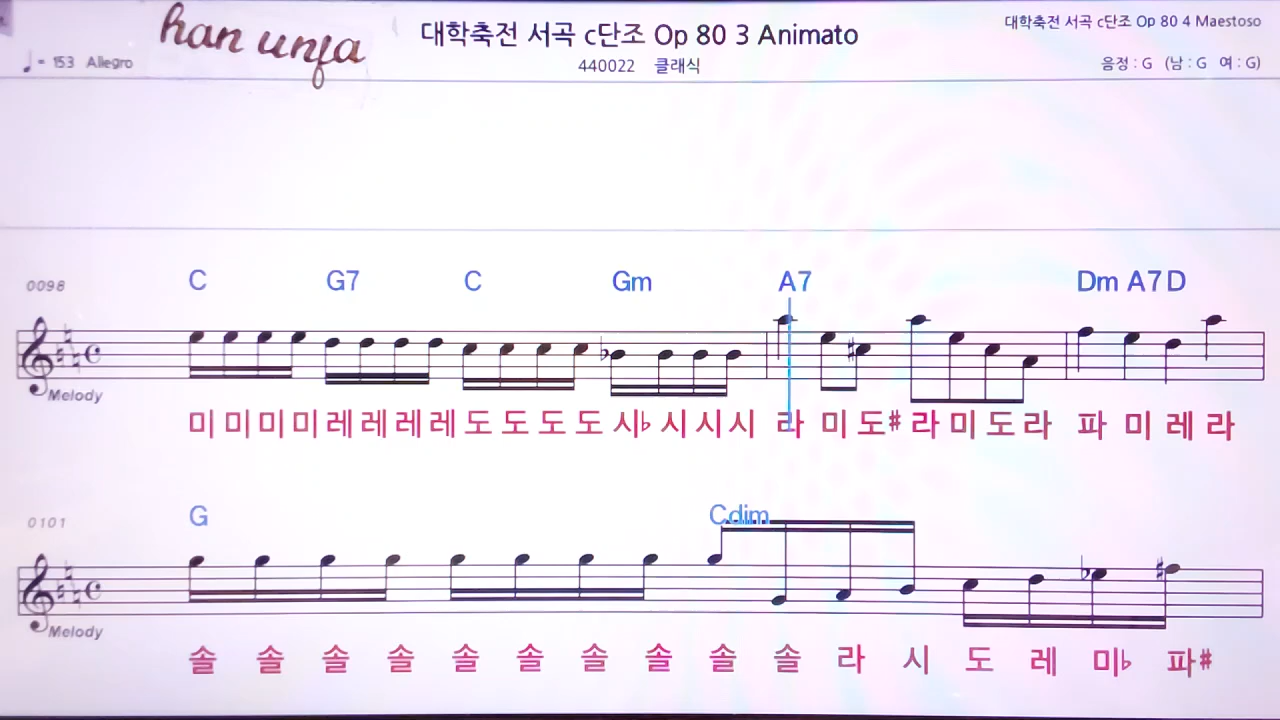 han unfa
대학축전 서곡 c단조 Op 80 3 Animato
대학축전 서곡 c단조 Op 80 4 Maestoso
♩= 153 Allegro
440022 클래식
음정 : G (남 : G 여 : G)
0098 C G7 C Gm A7 Dm A7 D
Melody
미 미 미 미 레 레 레 레 도 도 도 도 시♭ 시 시 시 라 미 도# 라 미 도 라 파 미 레 라
0101 G Cdim
Melody
솔 솔 솔 솔 솔 솔 솔 솔 솔 솔 라 시 도 레 미♭ 파#